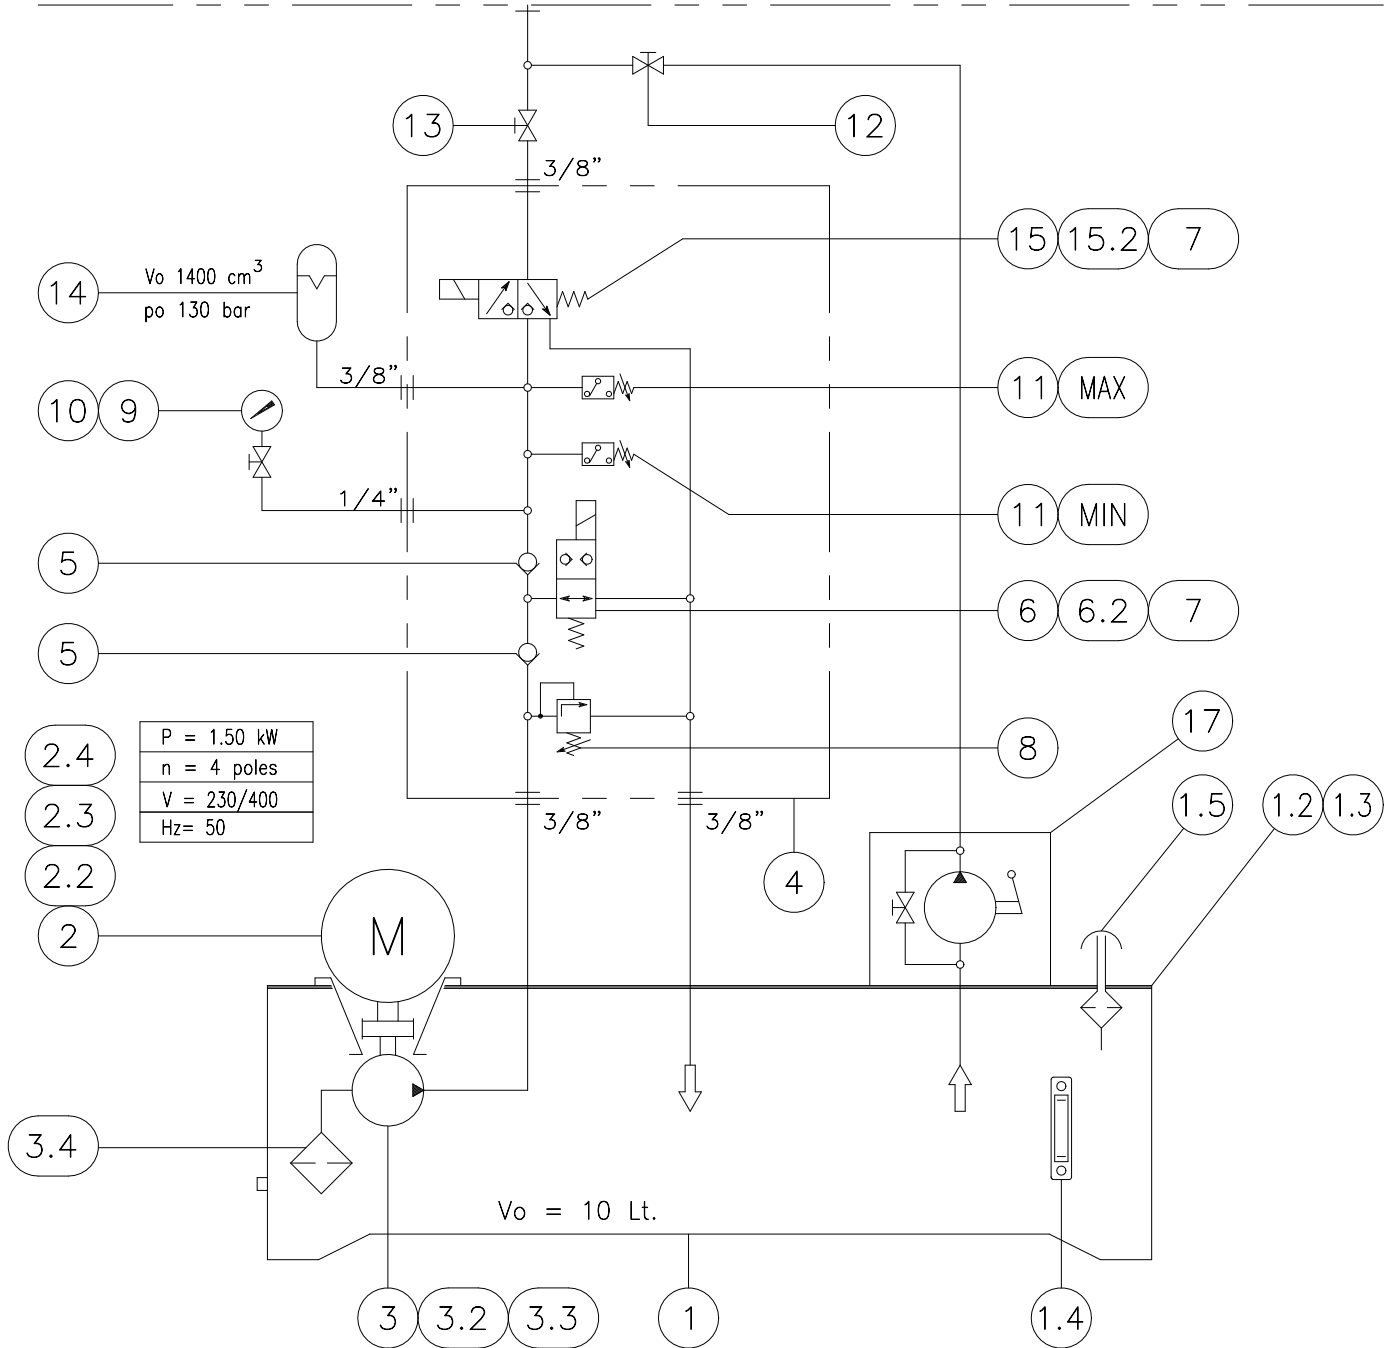 13
12
3/8”
15 15.2 7
14
Vo 1400 cm³
po 130 bar
3/8”
11 MAX
10 9
1/4”
11 MIN
5
6 6.2 7
5
17
8
2.4
P = 1.50 kW
n = 4 poles
V = 230/400
Hz= 50
2.3
1.5
1.2 1.3
3/8”
3/8”
2.2
4
2
M
3.4
Vo = 10 Lt.
3 3.2 3.3
1
1.4